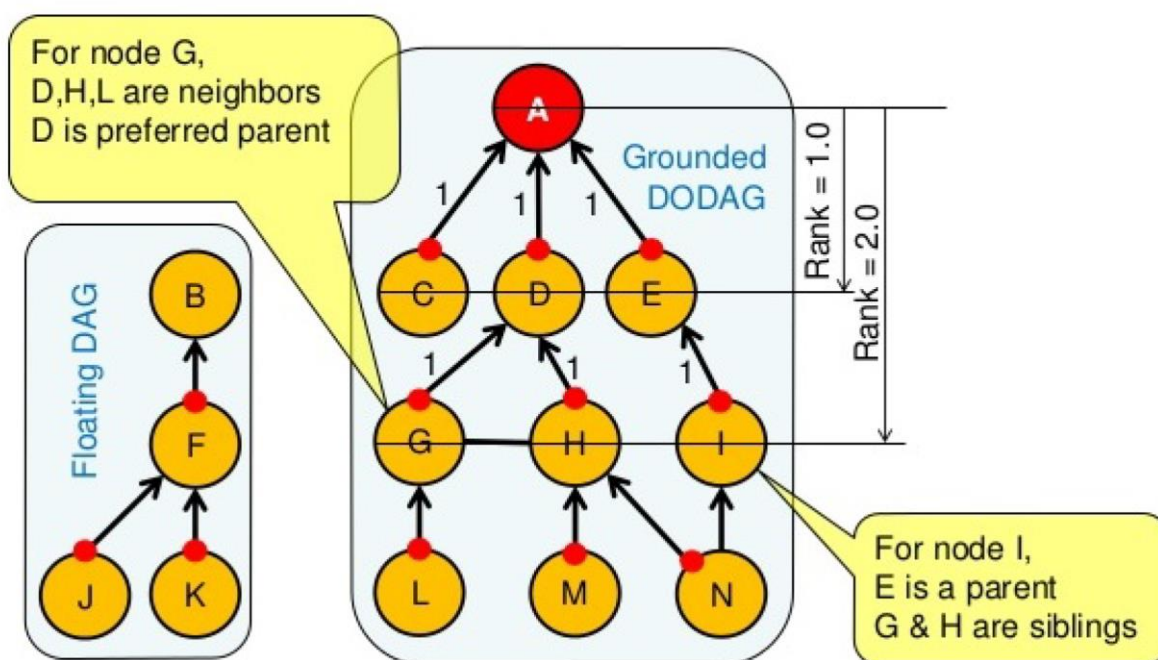 For node G,
D,H,L are neighbors
D is preferred parent
A
Grounded
DODAG
1
1
1
Rank = 1.0
Rank = 2.0
C
D
E
1
1
1
G
H
I
L
M
N
Floating DAG
B
F
J
K
For node I,
E is a parent
G & H are siblings